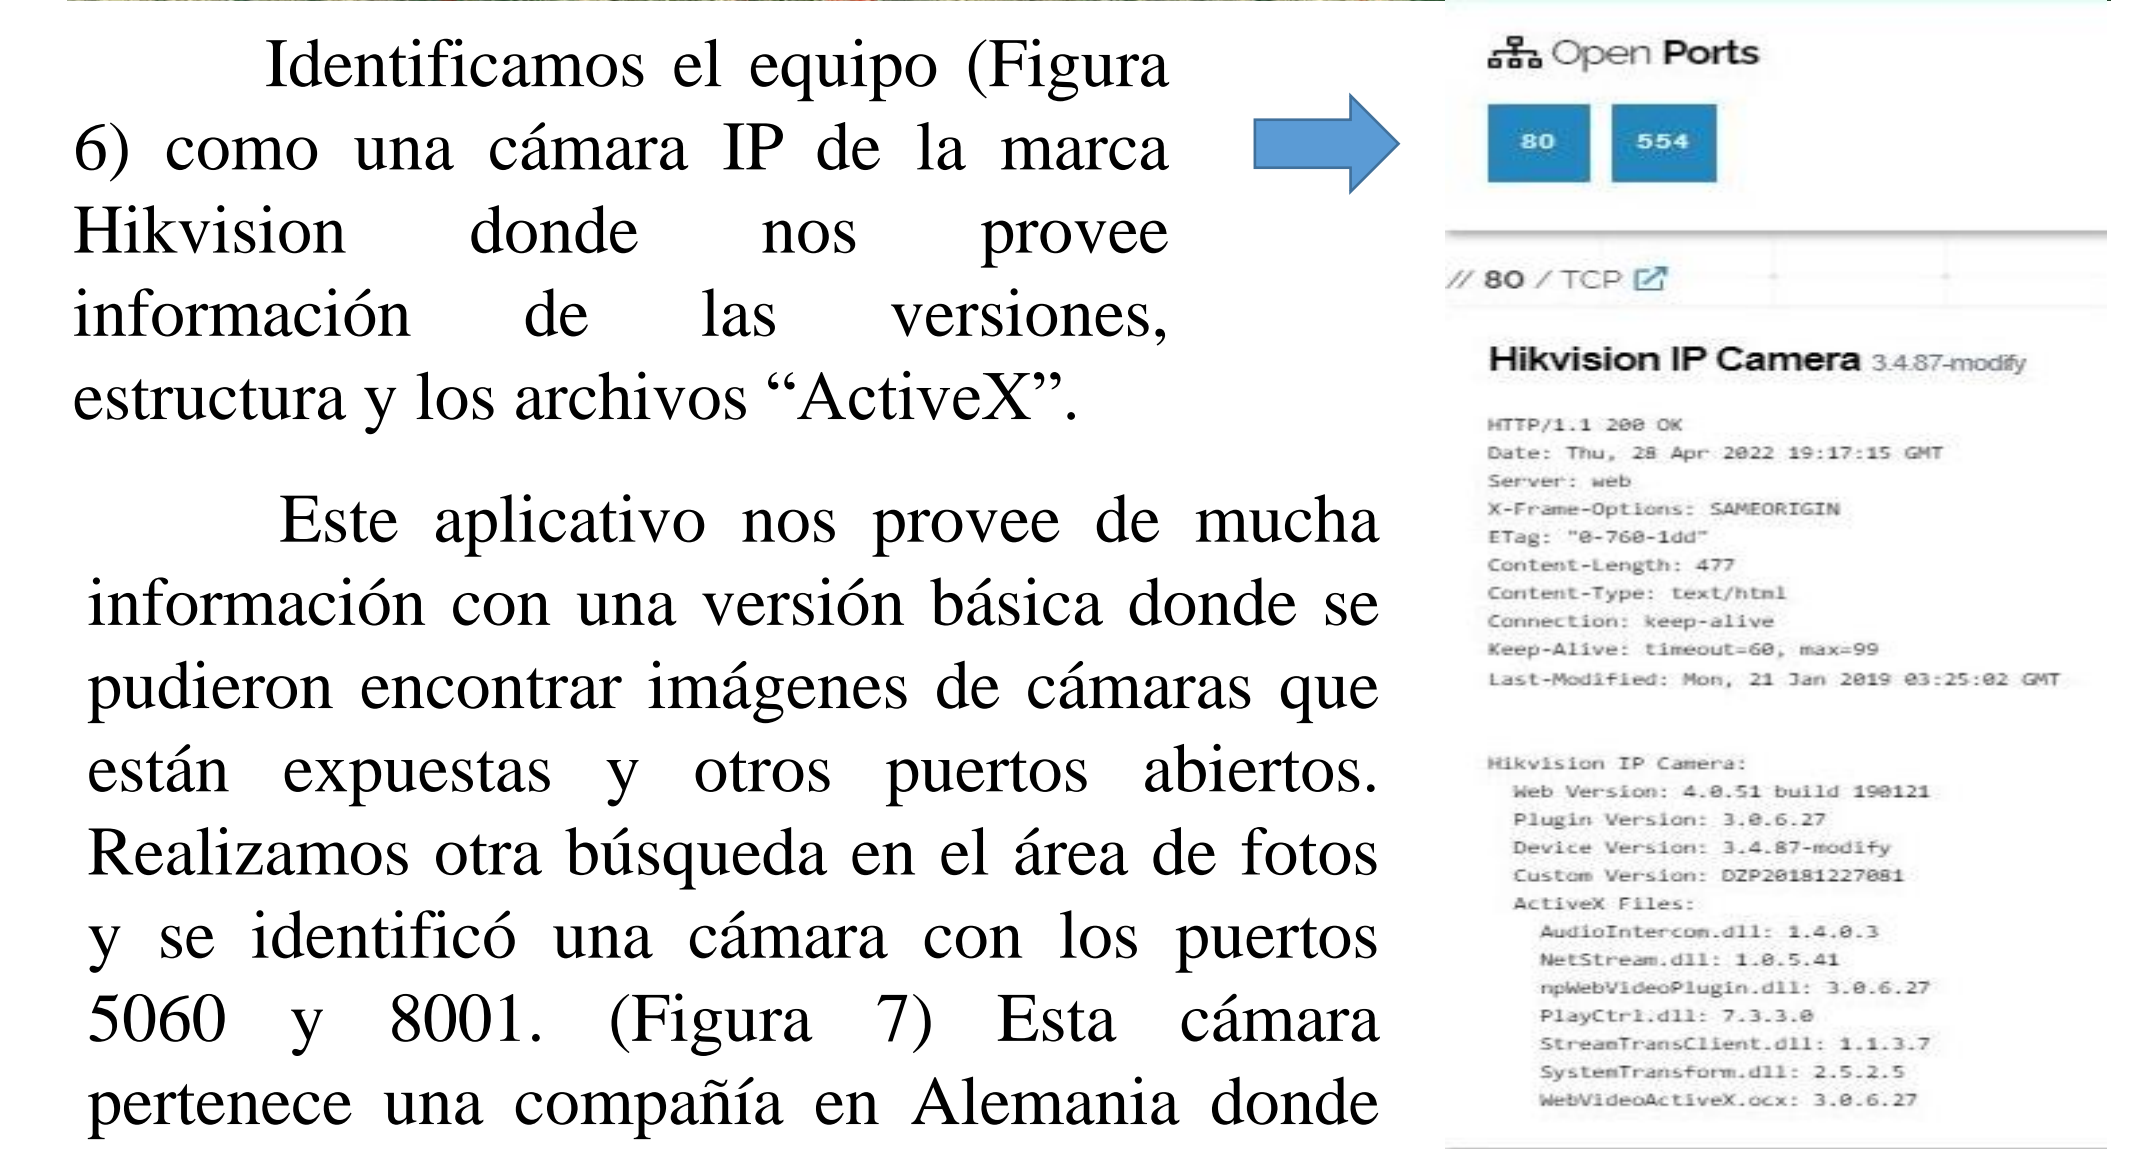 Identificamos el equipo (Figura
6) como una cámara IP de la marca
Hikvision donde nos provee
información de las versiones,
estructura y los archivos “ActiveX”.
Este aplicativo nos provee de mucha
información con una versión básica donde se
pudieron encontrar imágenes de cámaras que
están expuestas y otros puertos abiertos.
Realizamos otra búsqueda en el área de fotos
y se identificó una cámara con los puertos
5060 y 8001. (Figura 7) Esta cámara
pertenece una compañía en Alemania donde
Open Ports
80 554
// 80 / TCP
Hikvision IP Camera 3.4.87-modify
HTTP/1.1 200 OK
Date: Thu, 28 Apr 2022 19:17:15 GMT
Server: web
X-Frame-Options: SAMEORIGIN
ETag: "0-760-1dd"
Content-Length: 477
Content-Type: text/html
Connection: keep-alive
Keep-Alive: timeout=60, max=99
Last-Modified: Mon, 21 Jan 2019 03:25:02 GMT
Hikvision IP Camera:
Web Version: 4.0.51 build 190121
Plugin Version: 3.0.6.27
Device Version: 3.4.87-modify
Custom Version: DZP20181227081
ActiveX Files:
AudioIntercom.dll: 1.4.0.3
NetStream.dll: 1.0.5.41
npWebVideoPlugin.dll: 3.0.6.27
PlayCtrl.dll: 7.3.3.0
StreamTransClient.dll: 1.1.3.7
SystemTransform.dll: 2.5.2.5
WebVideoActiveX.ocx: 3.0.6.27